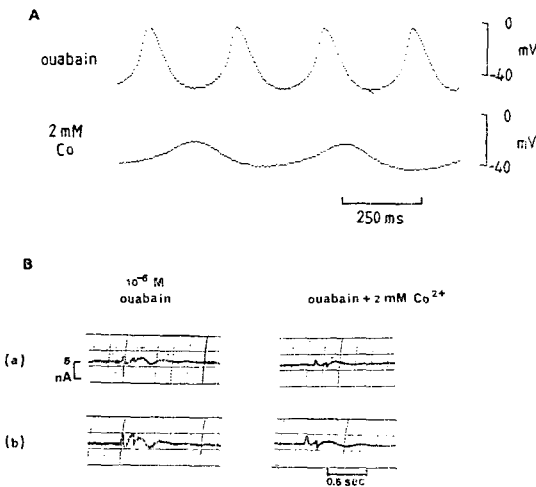 A
ouabain
0
mV
-40
2 mM
Co
0
mV
-40
250 ms
B
10⁻⁶ M
ouabain
ouabain + 2 mM Co²⁺
(a)
5
nA
(b)
0.6 sec